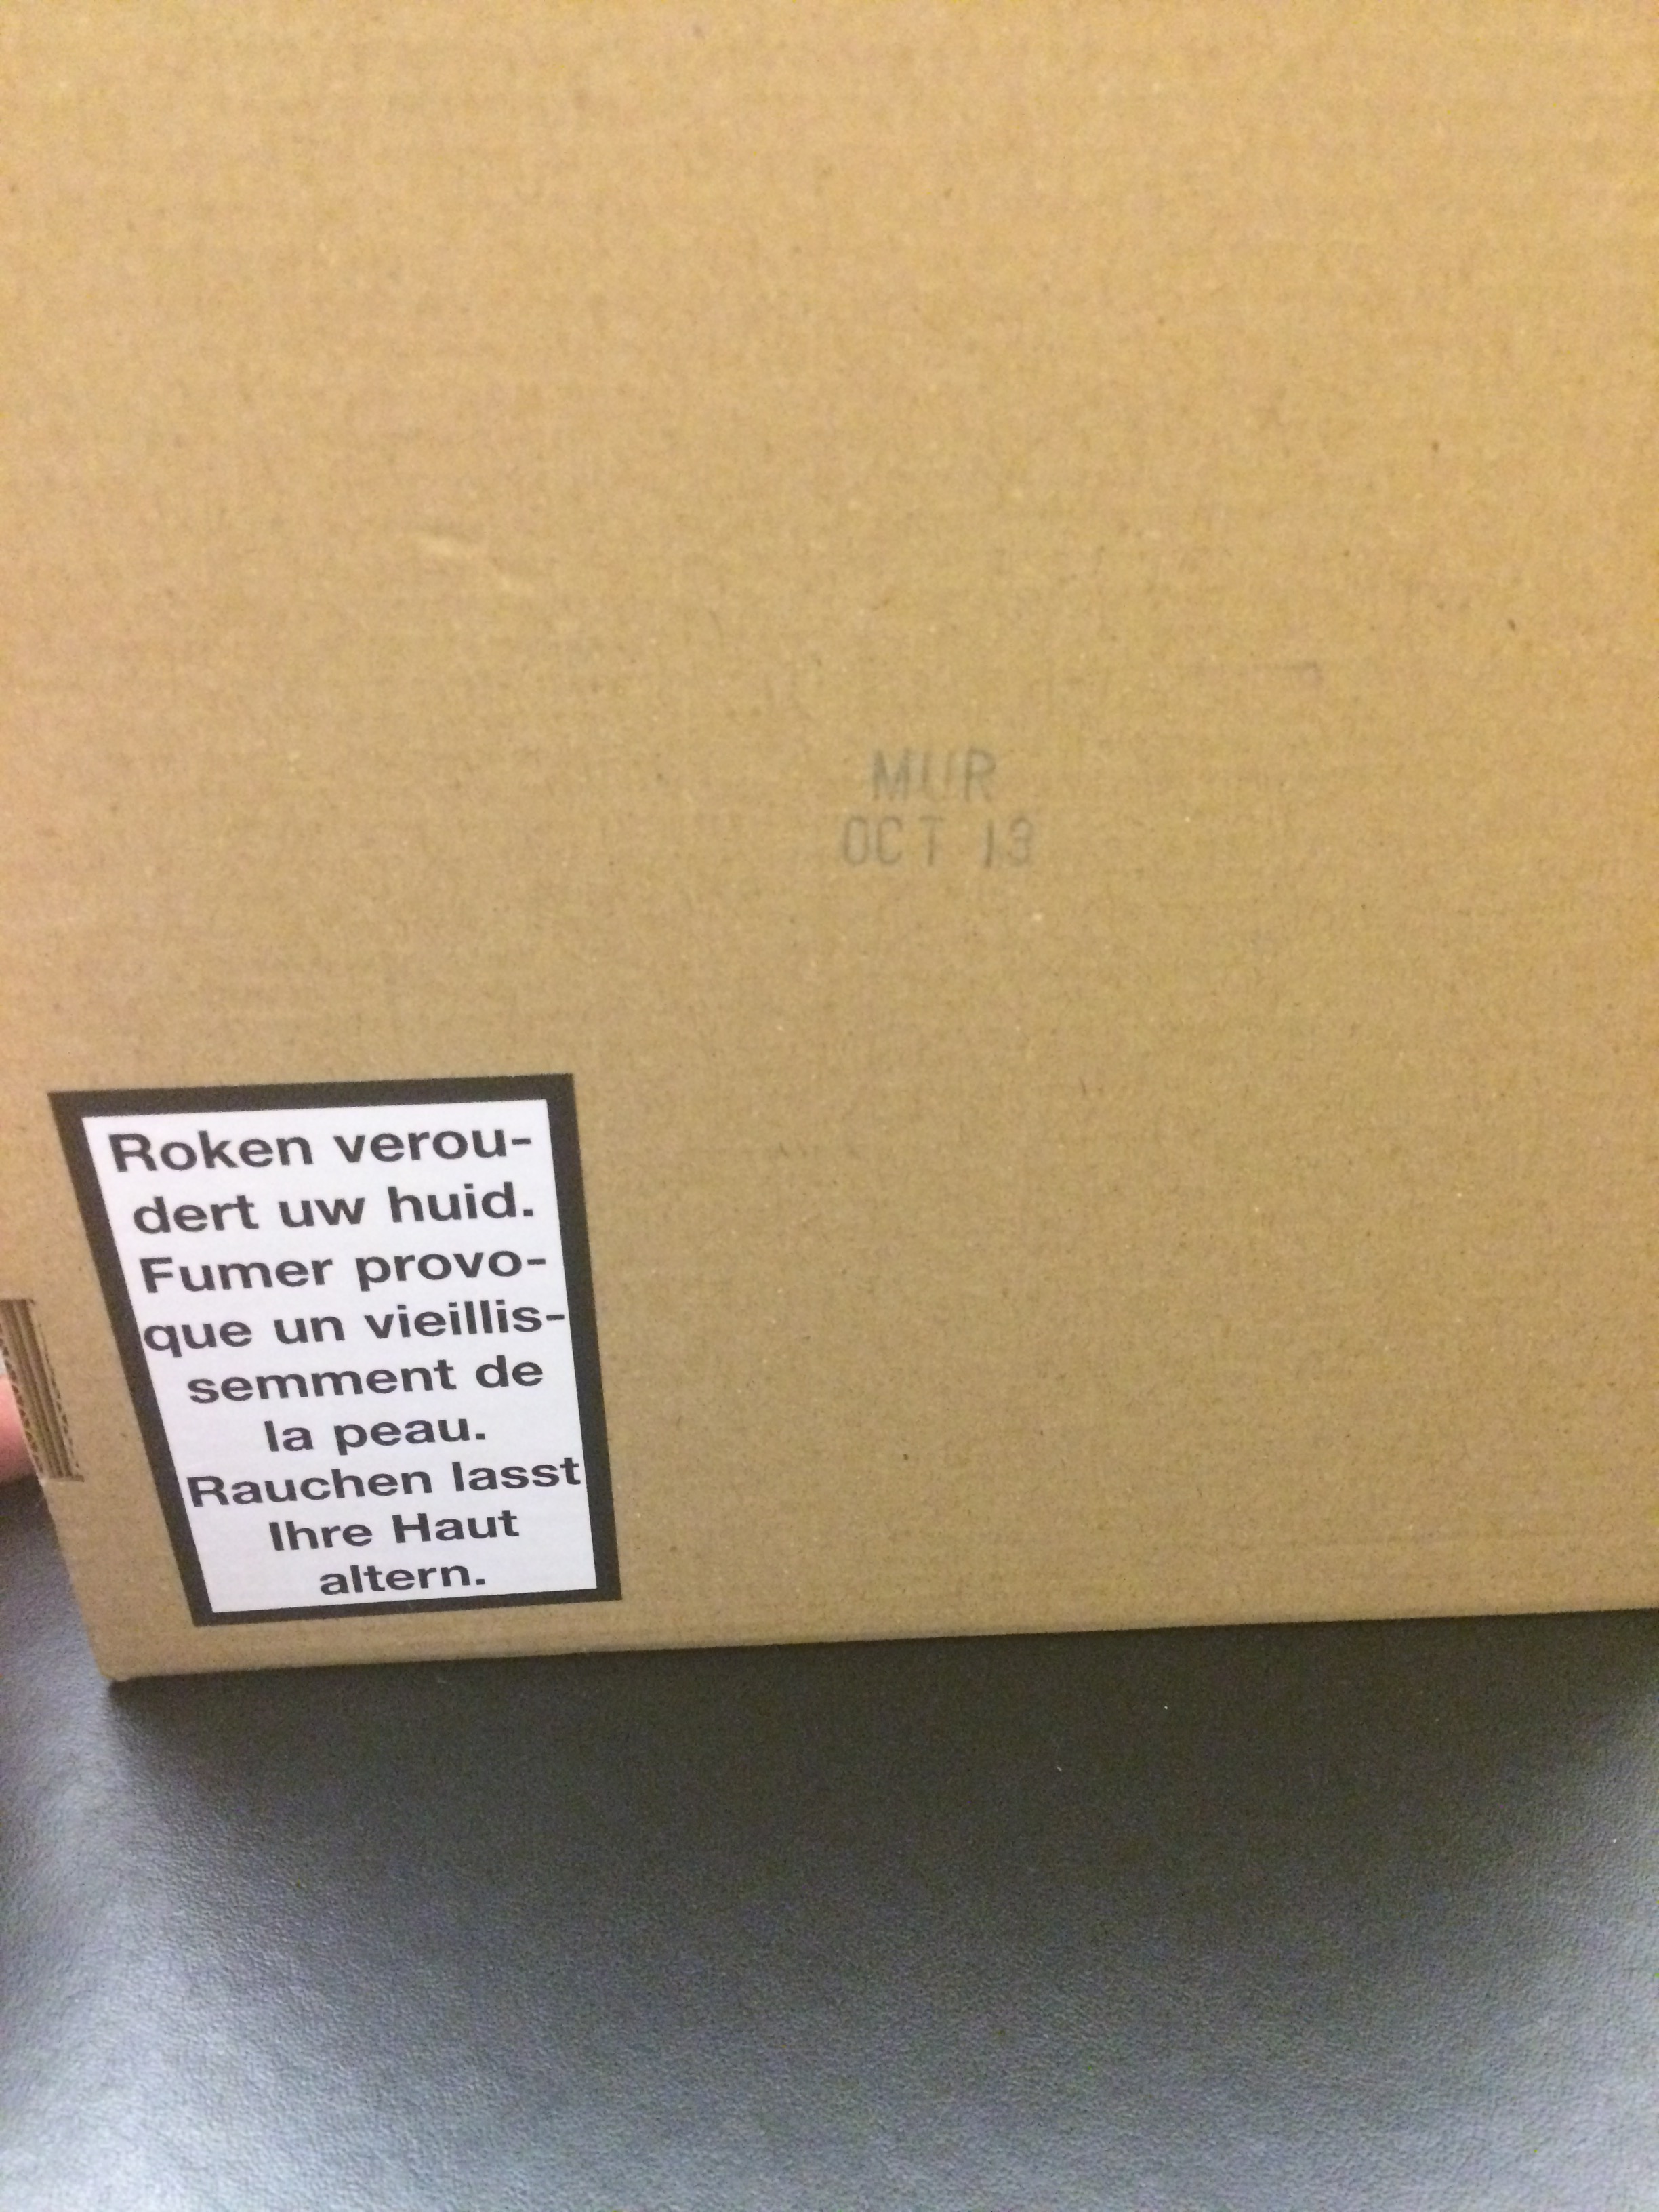 MUR
OCT 13
Roken verou-
dert uw huid.
Fumer provo-
que un vieillis-
semment de
la peau.
Rauchen lasst
Ihre Haut
altern.